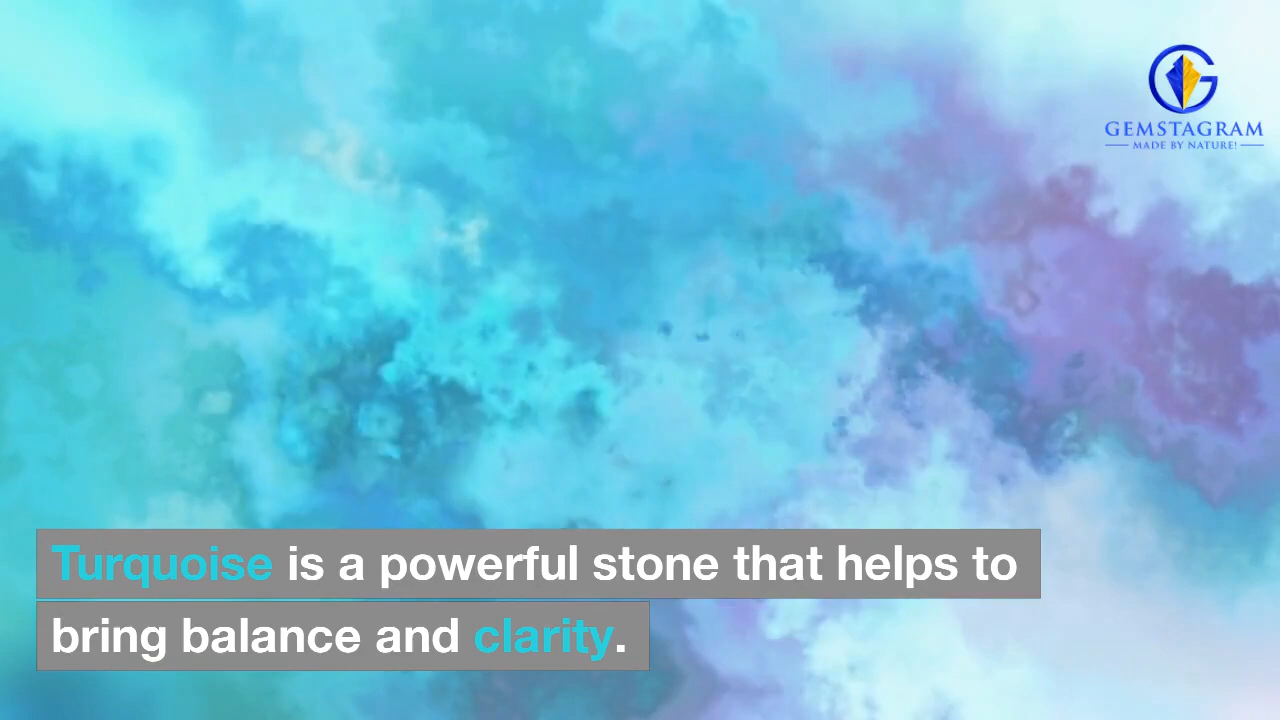 GEMSTAGRAM
MADE BY NATURE!
Turquoise is a powerful stone that helps to
bring balance and clarity.